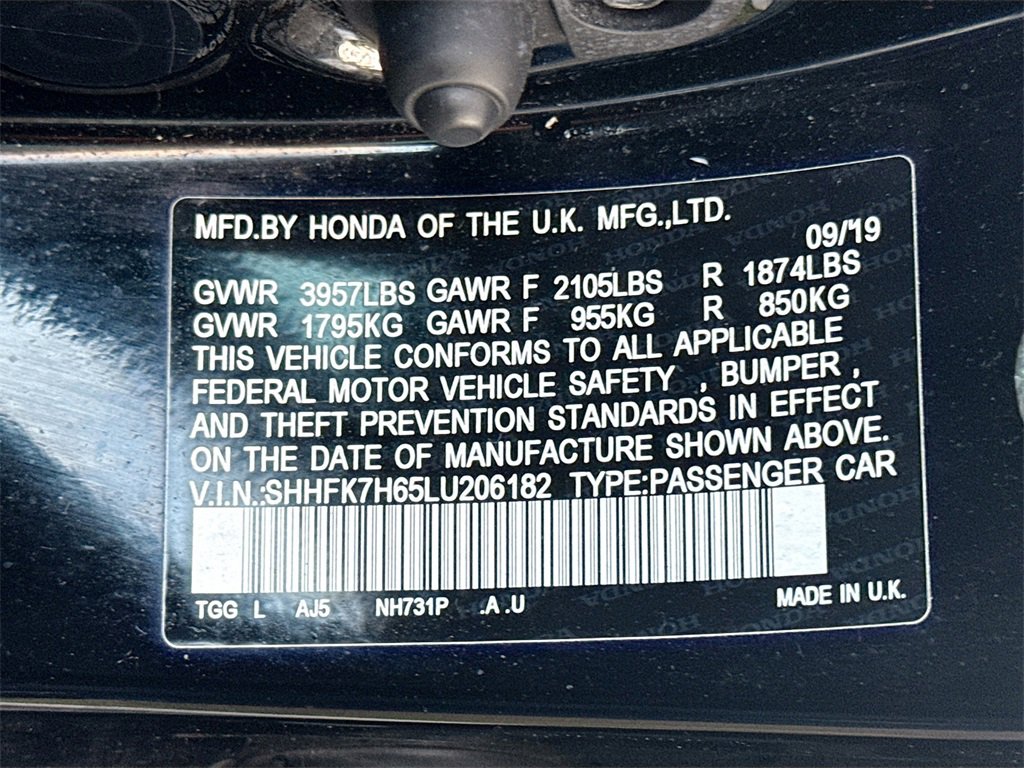 MFD.BY HONDA OF THE U.K. MFG.,LTD.
09/'19
GVWR 3957LBS GAWR F 2105LBS R 1874LBS
GVWR 1795KG GAWR F 955KG R 850KG
THIS VEHICLE CONFORMS TO ALL APPLICABLE
FEDERAL MOTOR VEHICLE SAFETY , BUMPER ,
AND THEFT PREVENTION STANDARDS IN EFFECT
ON THE DATE OF MANUFACTURE SHOWN ABOVE.
V.I.N.:SHHFK7H65LU206182 TYPE:PASSENGER CAR
TGG L AJ5 NH731P .A .U MADE IN U.K.